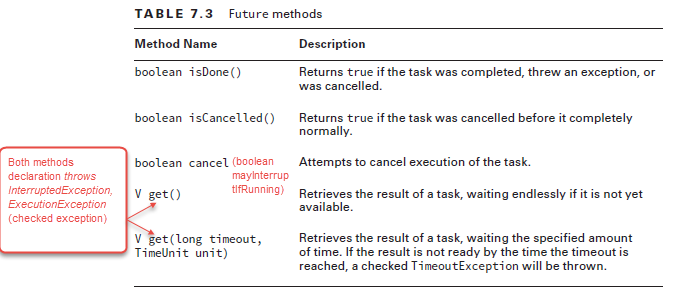 TABLE 7.3 Future methods
Method Name Description
boolean isDone() Returns true if the task was completed, threw an exception, or
was cancelled.
boolean isCancelled() Returns true if the task was cancelled before it completely
normally.
Both methods
declaration throws
InterruptedException,
ExecutionException
(checked exception)
boolean cancel (boolean
mayInterrup
tIfRunning)
Attempts to cancel execution of the task.
V get() Retrieves the result of a task, waiting endlessly if it is not yet
available.
V get(long timeout, Retrieves the result of a task, waiting the specified amount
TimeUnit unit) of time. If the result is not ready by the time the timeout is
reached, a checked TimeoutException will be thrown.